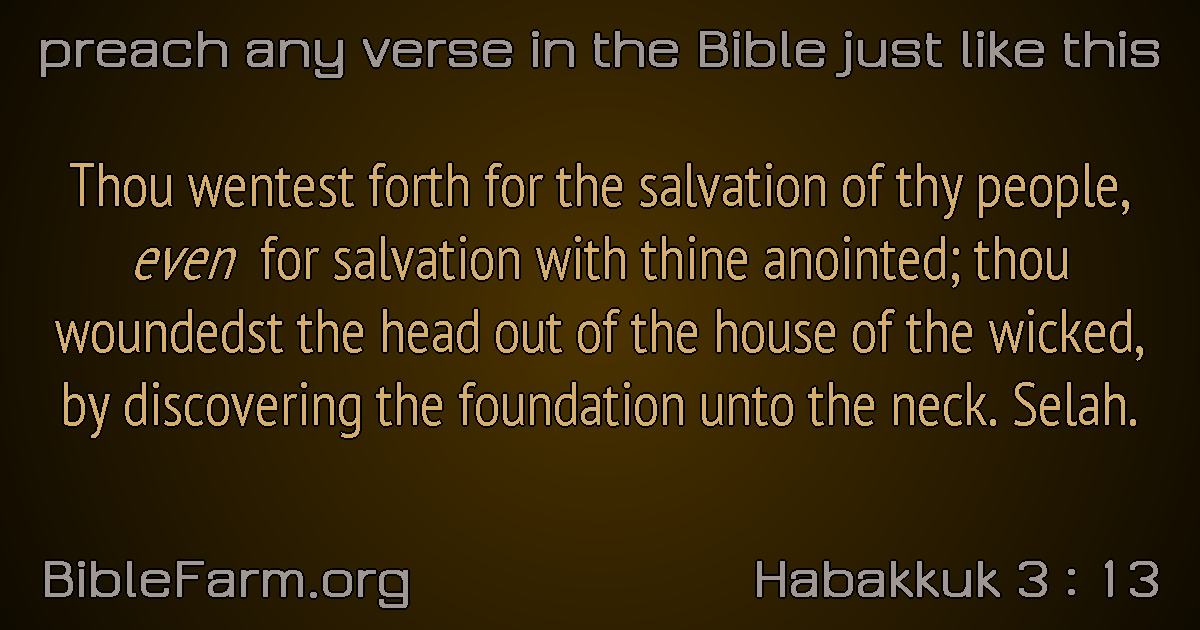 preach any verse in the Bible just like this
Thou wentest forth for the salvation of thy people,
even for salvation with thine anointed; thou
woundedst the head out of the house of the wicked,
by discovering the foundation unto the neck. Selah.
BibleFarm.org
Habakkuk 3 : 13